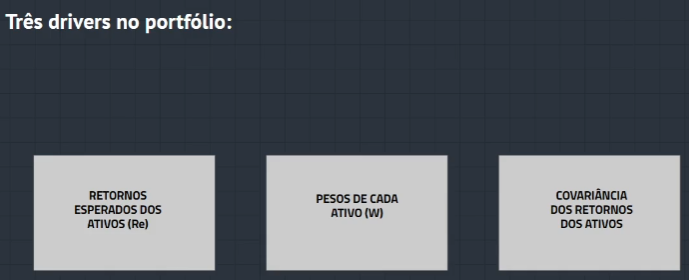 Três drivers no portfólio:
RETORNOS
ESPERADOS DOS
ATIVOS (Re)
PESOS DE CADA
ATIVO (W)
COVARIÂNCIA
DOS RETORNOS
DOS ATIVOS